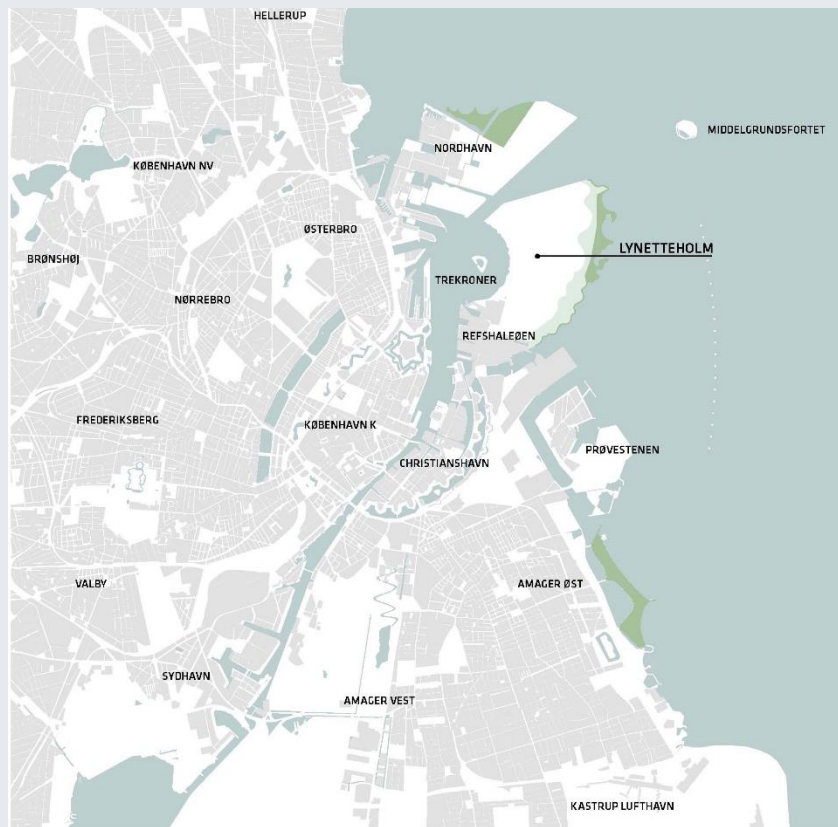 HELLERUP
MIDDELGRUNDSFORTET
NORDHAVN
KØBENHAVN NV
ØSTERBRO
LYNETTEHOLM
BRØNSHØJ
TREKRONER
NØRREBRO
REFSHALEØEN
FREDERIKSBERG
KØBENHAVN K
PRØVESTENEN
CHRISTIANSHAVN
VALBY
AMAGER ØST
SYDHAVN
AMAGER VEST
KASTRUP LUFTHAVN